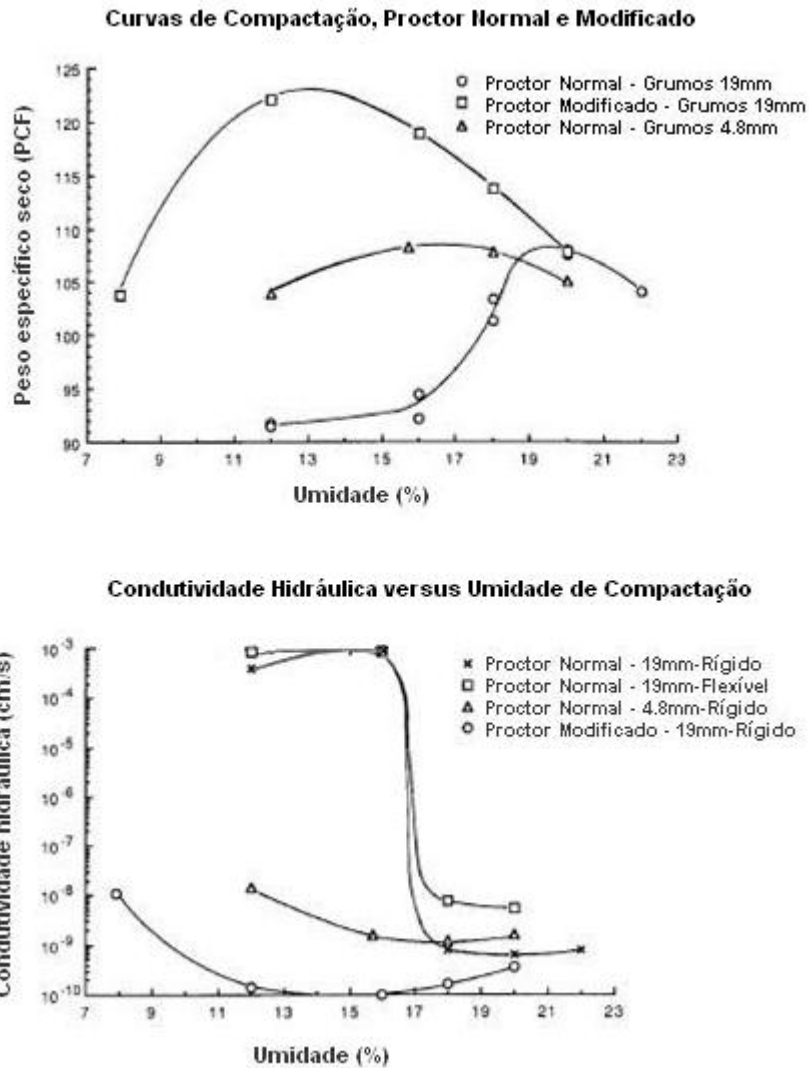 Curvas de Compactação, Proctor Normal e Modificado
Proctor Normal - Grumos 19mm
Proctor Modificado - Grumos 19mm
Proctor Normal - Grumos 4.8mm
Peso específico seco (PCF)
125
120
115
110
105
100
95
90
7
9
11
13
15
17
19
21
23
Umidade (%)
Condutividade Hidráulica versus Umidade de Compactação
Proctor Normal - 19mm-Rígido
Proctor Normal - 19mm-Flexível
Proctor Normal - 4.8mm-Rígido
Proctor Modificado - 19mm-Rígido
Condutividade hidráulica (cm/s)
10-3
10-4
10-5
10-6
10-7
10-8
10-9
10-10
7
9
11
13
15
17
19
21
23
Umidade (%)